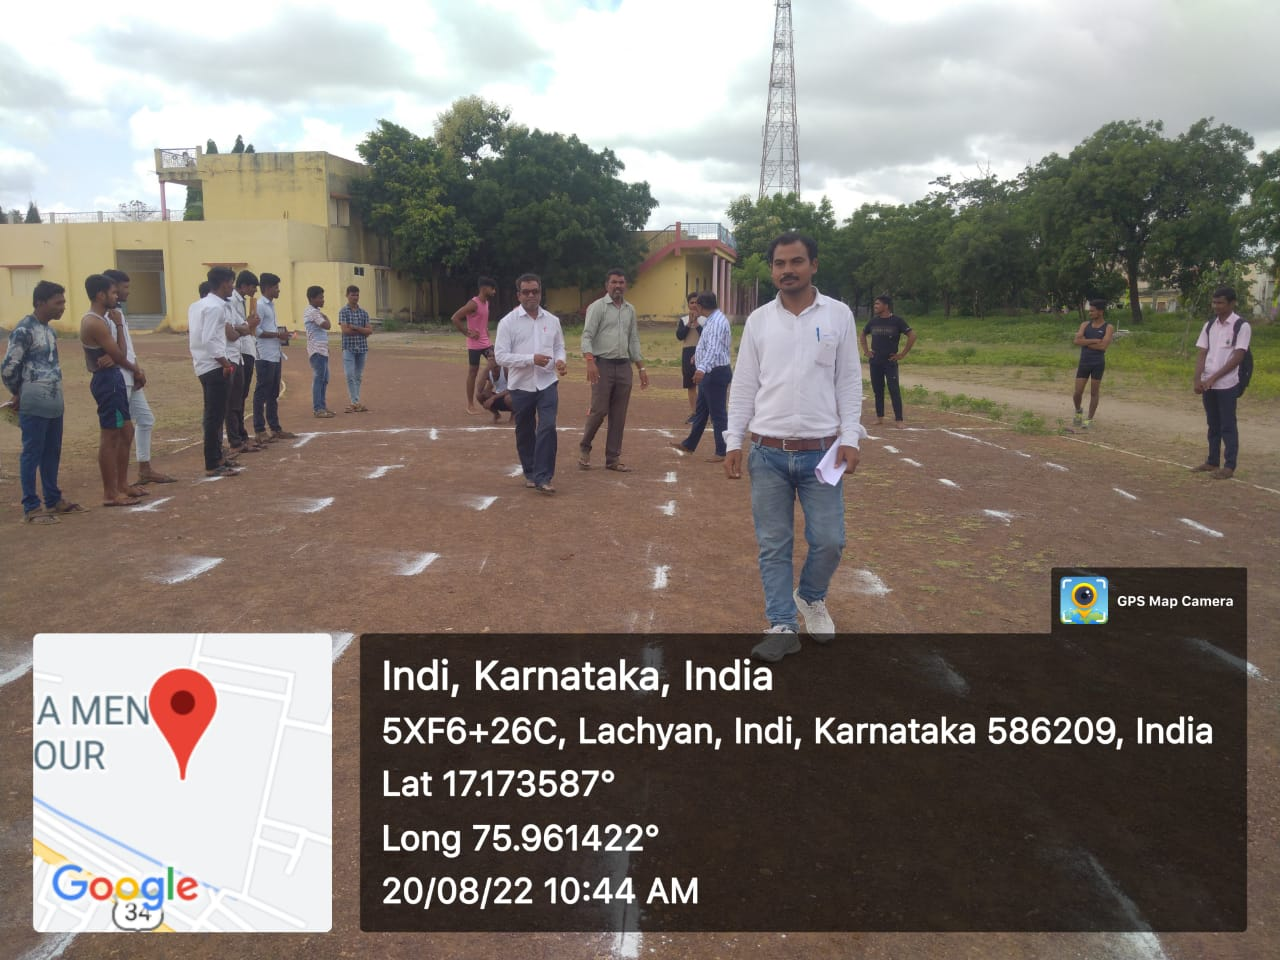 GPS Map Camera
Indi, Karnataka, India
5XF6+26C, Lachyan, Indi, Karnataka 586209, India
Lat 17.173587°
Long 75.961422°
20/08/22 10:44 AM
A MEN
OUR
Google
34